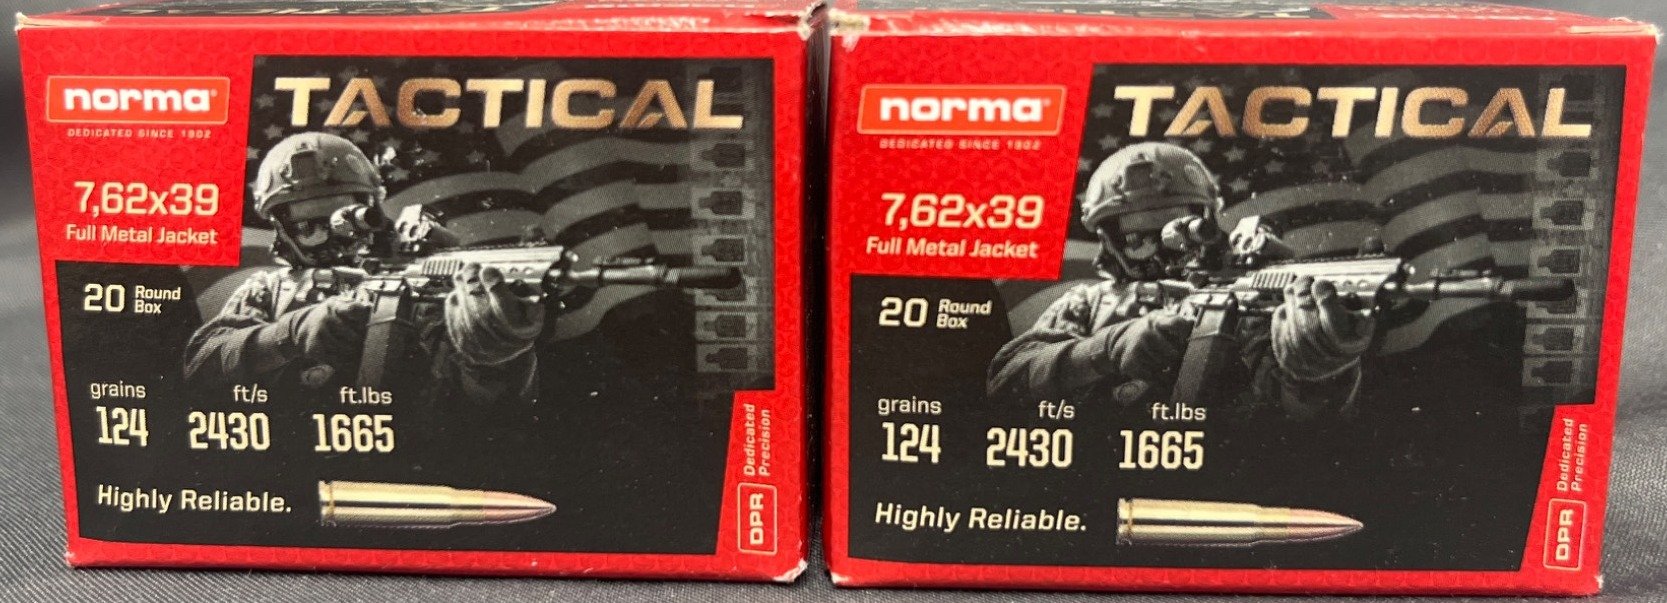 norma®
DEDICATED SINCE 1902
TACTICAL
7,62x39
Full Metal Jacket
20 Round
Box
grains ft/s ft.lbs
124 2430 1665
Highly Reliable.
DPR Dedicated
Precision
norma®
DEDICATED SINCE 1902
TACTICAL
7,62x39
Full Metal Jacket
20 Round
Box
grains ft/s ft.lbs
124 2430 1665
Highly Reliable.
DPR Dedicated
Precision